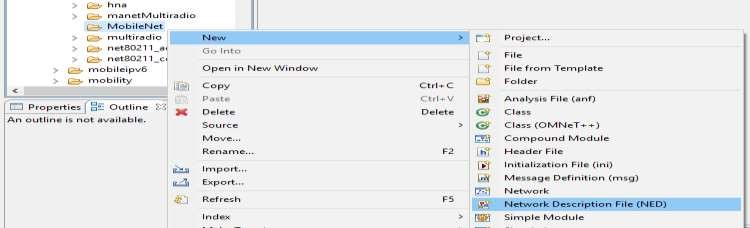 hna
manetMultiradio
MobileNet
multiradio
net80211_a
net80211_c
mobileipv6
mobility
Properties
Outline
An outline is not available.
New
Go Into
Open in New Window
Copy Ctrl+C
Paste Ctrl+V
Delete Delete
Source
Move...
Rename... F2
Import...
Export...
Refresh F5
Index
Project...
File
File from Template
Folder
Analysis File (anf)
Class
Class (OMNeT++)
Compound Module
Header File
Initialization File (ini)
Message Definition (msg)
Network
Network Description File (NED)
Simple Module